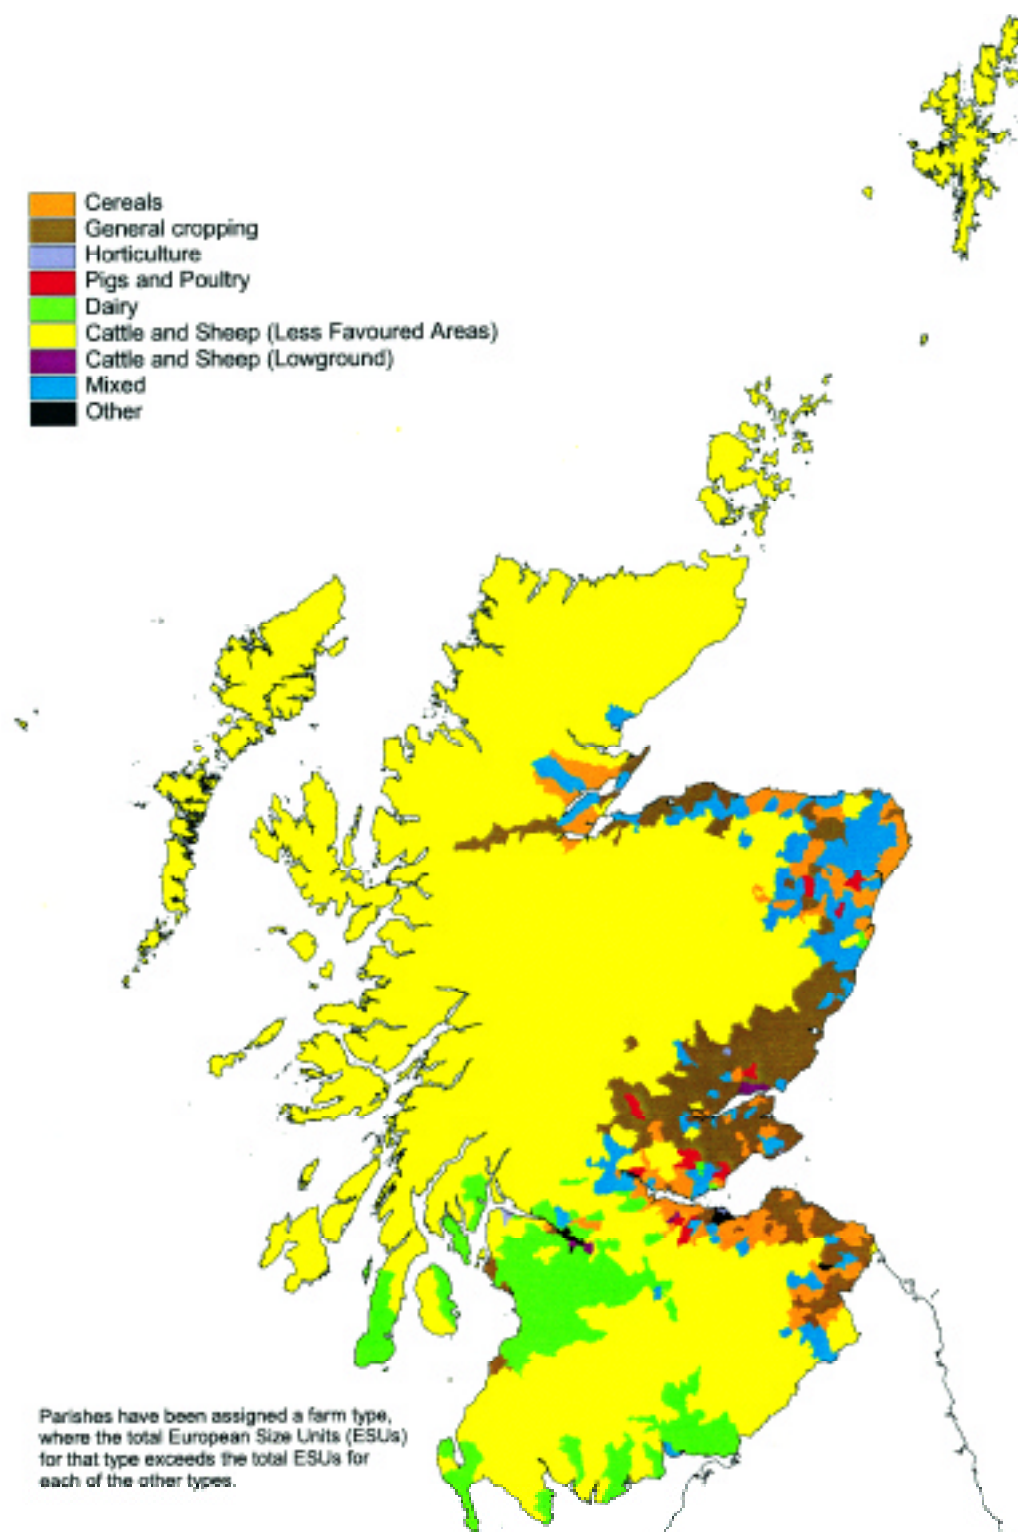 Cereals
General cropping
Horticulture
Pigs and Poultry
Dairy
Cattle and Sheep (Less Favoured Areas)
Cattle and Sheep (Lowground)
Mixed
Other
Parishes have been assigned a farm type,
where the total European Size Units (ESUs)
for that type exceeds the total ESUs for
each of the other types.